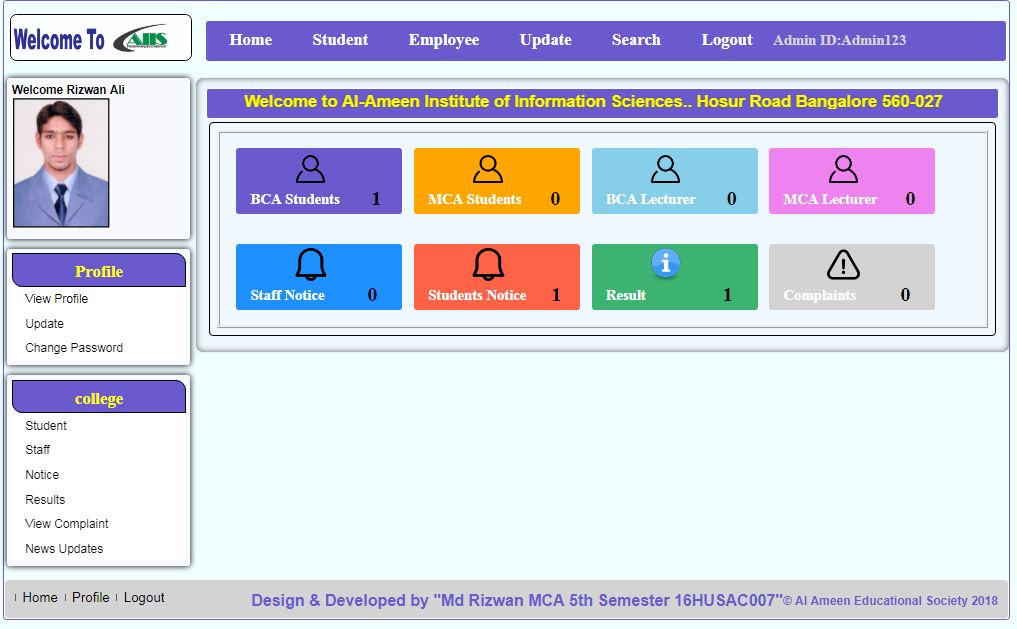 Welcome To AIIS
Home Student Employee Update Search Logout Admin ID:Admin123
Welcome Rizwan Ali
Welcome to Al-Ameen Institute of Information Sciences.. Hosur Road Bangalore 560-027
BCA Students 1
MCA Students 0
BCA Lecturer 0
MCA Lecturer 0
Staff Notice 0
Students Notice 1
Result 1
Complaints 0
Profile
View Profile
Update
Change Password
college
Student
Staff
Notice
Results
View Complaint
News Updates
Home Profile Logout
Design & Developed by "Md Rizwan MCA 5th Semester 16HUSAC007"© Al Ameen Educational Society 2018